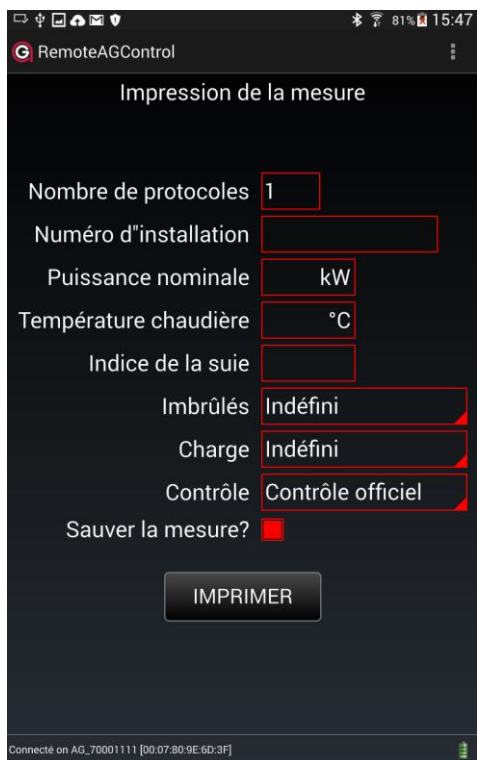 81% 15:47
RemoteAGControl
Impression de la mesure
Nombre de protocoles 1
Numéro d"installation
Puissance nominale kW
Température chaudière °C
Indice de la suie
Imbrûlés Indéfini
Charge Indéfini
Contrôle Contrôle officiel
Sauver la mesure?
IMPRIMER
Connecté on AG_70001111 [00:07:80:9E:6D:3F]